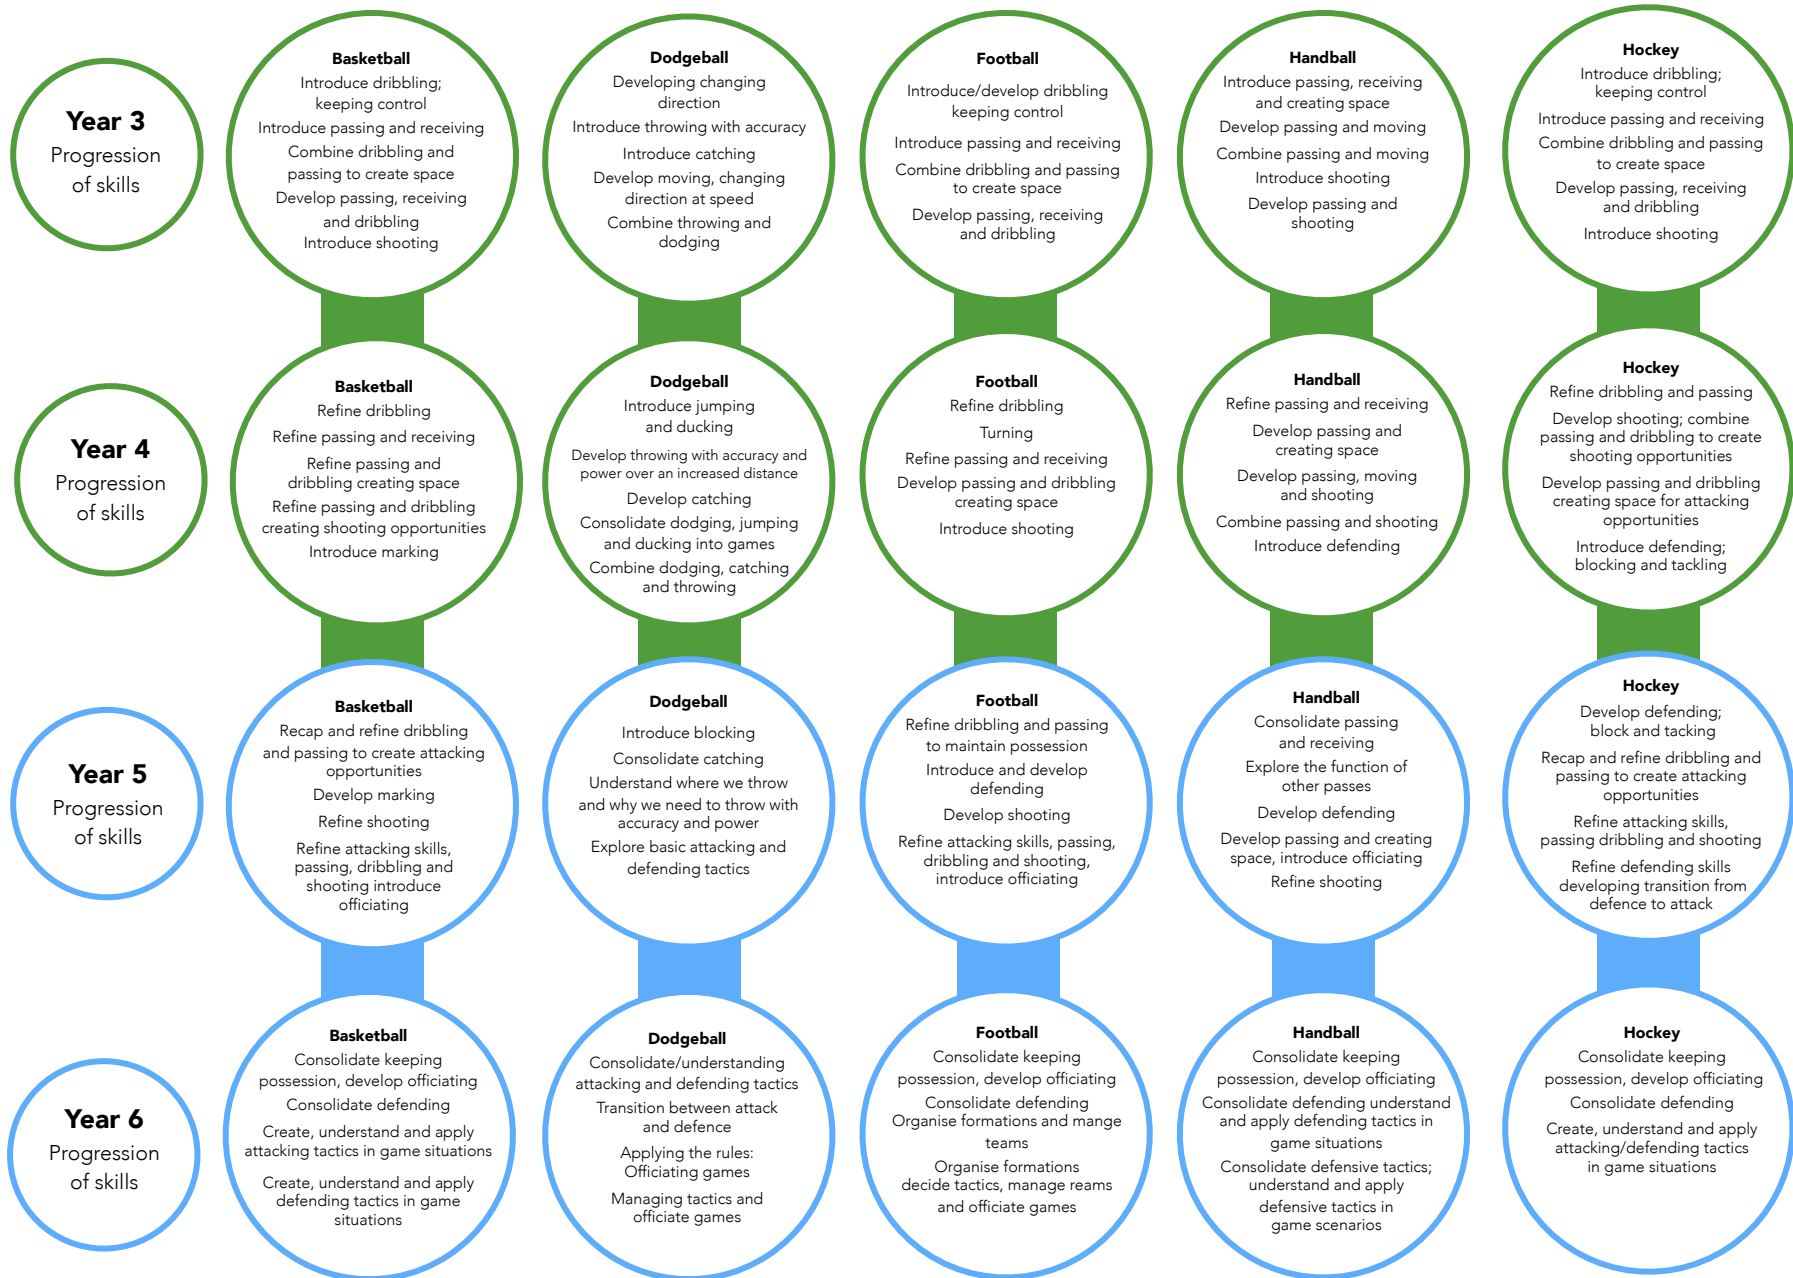 Year 3
Progression
of skills
Basketball
Introduce dribbling;
keeping control
Introduce passing and receiving
Combine dribbling and
passing to create space
Develop passing, receiving
and dribbling
Introduce shooting
Dodgeball
Developing changing
direction
Introduce throwing with accuracy
Introduce catching
Develop moving, changing
direction at speed
Combine throwing and
dodging
Football
Introduce/develop dribbling
keeping control
Introduce passing and receiving
Combine dribbling and passing
to create space
Develop passing, receiving
and dribbling
Handball
Introduce passing, receiving
and creating space
Develop passing and moving
Combine passing and moving
Introduce shooting
Develop passing and
shooting
Hockey
Introduce dribbling;
keeping control
Introduce passing and receiving
Combine dribbling and passing
to create space
Develop passing, receiving
and dribbling
Introduce shooting
Year 4
Progression
of skills
Basketball
Refine dribbling
Refine passing and receiving
Refine passing and
dribbling creating space
Refine passing and dribbling
creating shooting opportunities
Introduce marking
Dodgeball
Introduce jumping
and ducking
Develop throwing with accuracy and
power over an increased distance
Develop catching
Consolidate dodging, jumping
and ducking into games
Combine dodging, catching
and throwing
Football
Refine dribbling
Turning
Refine passing and receiving
Develop passing and dribbling
creating space
Introduce shooting
Handball
Refine passing and receiving
Develop passing and
creating space
Develop passing, moving
and shooting
Combine passing and shooting
Introduce defending
Hockey
Refine dribbling and passing
Develop shooting; combine
passing and dribbling to create
shooting opportunities
Develop passing and dribbling
creating space for attacking
opportunities
Introduce defending;
blocking and tackling
Year 5
Progression
of skills
Basketball
Recap and refine dribbling
and passing to create attacking
opportunities
Develop marking
Refine shooting
Refine attacking skills,
passing, dribbling and
shooting introduce
officiating
Dodgeball
Introduce blocking
Consolidate catching
Understand where we throw
and why we need to throw with
accuracy and power
Explore basic attacking and
defending tactics
Football
Refine dribbling and passing
to maintain possession
Introduce and develop
defending
Develop shooting
Refine attacking skills, passing,
dribbling and shooting,
introduce officiating
Handball
Consolidate passing
and receiving
Explore the function of
other passes
Develop defending
Develop passing and creating
space, introduce officiating
Refine shooting
Hockey
Develop defending;
block and tacking
Recap and refine dribbling and
passing to create attacking
opportunities
Refine attacking skills,
passing dribbling and shooting
Refine defending skills
developing transition from
defence to attack
Year 6
Progression
of skills
Basketball
Consolidate keeping
possession, develop officiating
Consolidate defending
Create, understand and apply
attacking tactics in game situations
Create, understand and apply
defending tactics in game
situations
Dodgeball
Consolidate/understanding
attacking and defending tactics
Transition between attack
and defence
Applying the rules:
Officiating games
Managing tactics and
officiate games
Football
Consolidate keeping
possession, develop officiating
Consolidate defending
Organise formations and mange
teams
Organise formations
decide tactics, manage reams
and officiate games
Handball
Consolidate keeping
possession, develop officiating
Consolidate defending understand
and apply defending tactics in
game situations
Consolidate defensive tactics;
understand and apply
defensive tactics in
game scenarios
Hockey
Consolidate keeping
possession, develop officiating
Consolidate defending
Create, understand and apply
attacking/defending tactics
in game situations